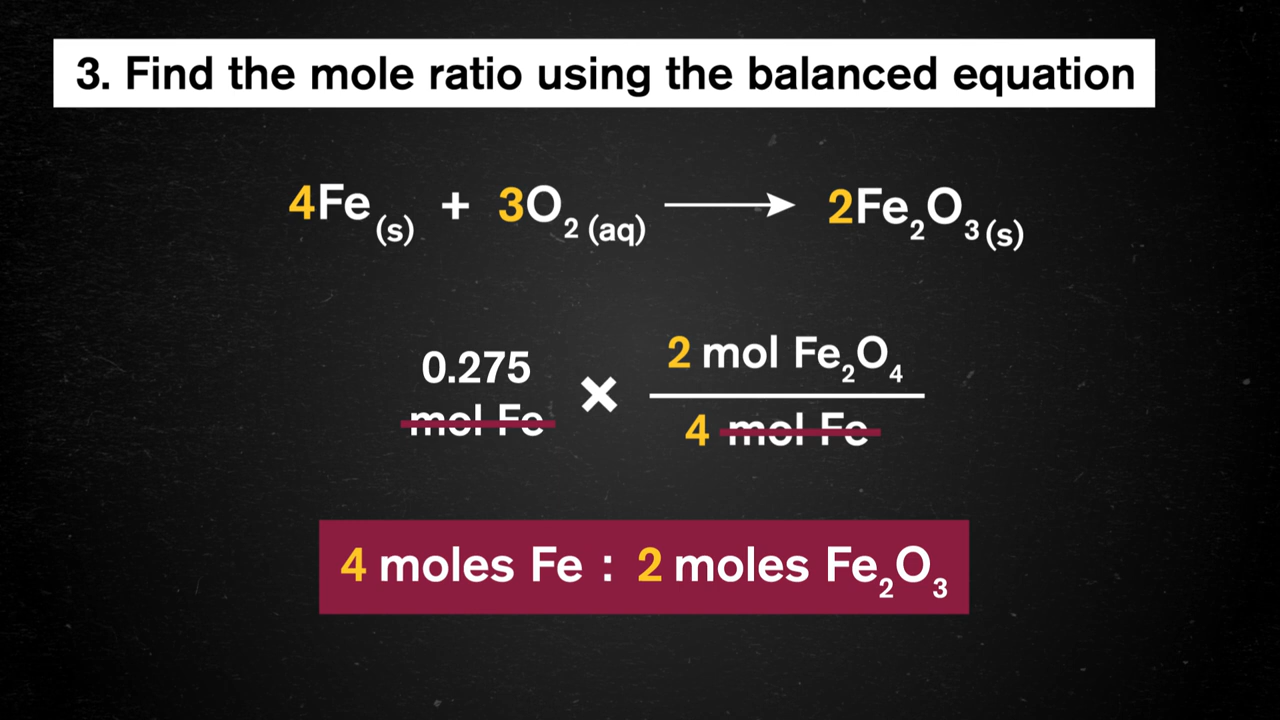 3. Find the mole ratio using the balanced equation
4Fe(s) + 3O2 (aq) ⟶ 2Fe2O3 (s)
0.275
mol Fe
×
2 mol Fe2O4
4 mol Fe
4 moles Fe : 2 moles Fe2O3